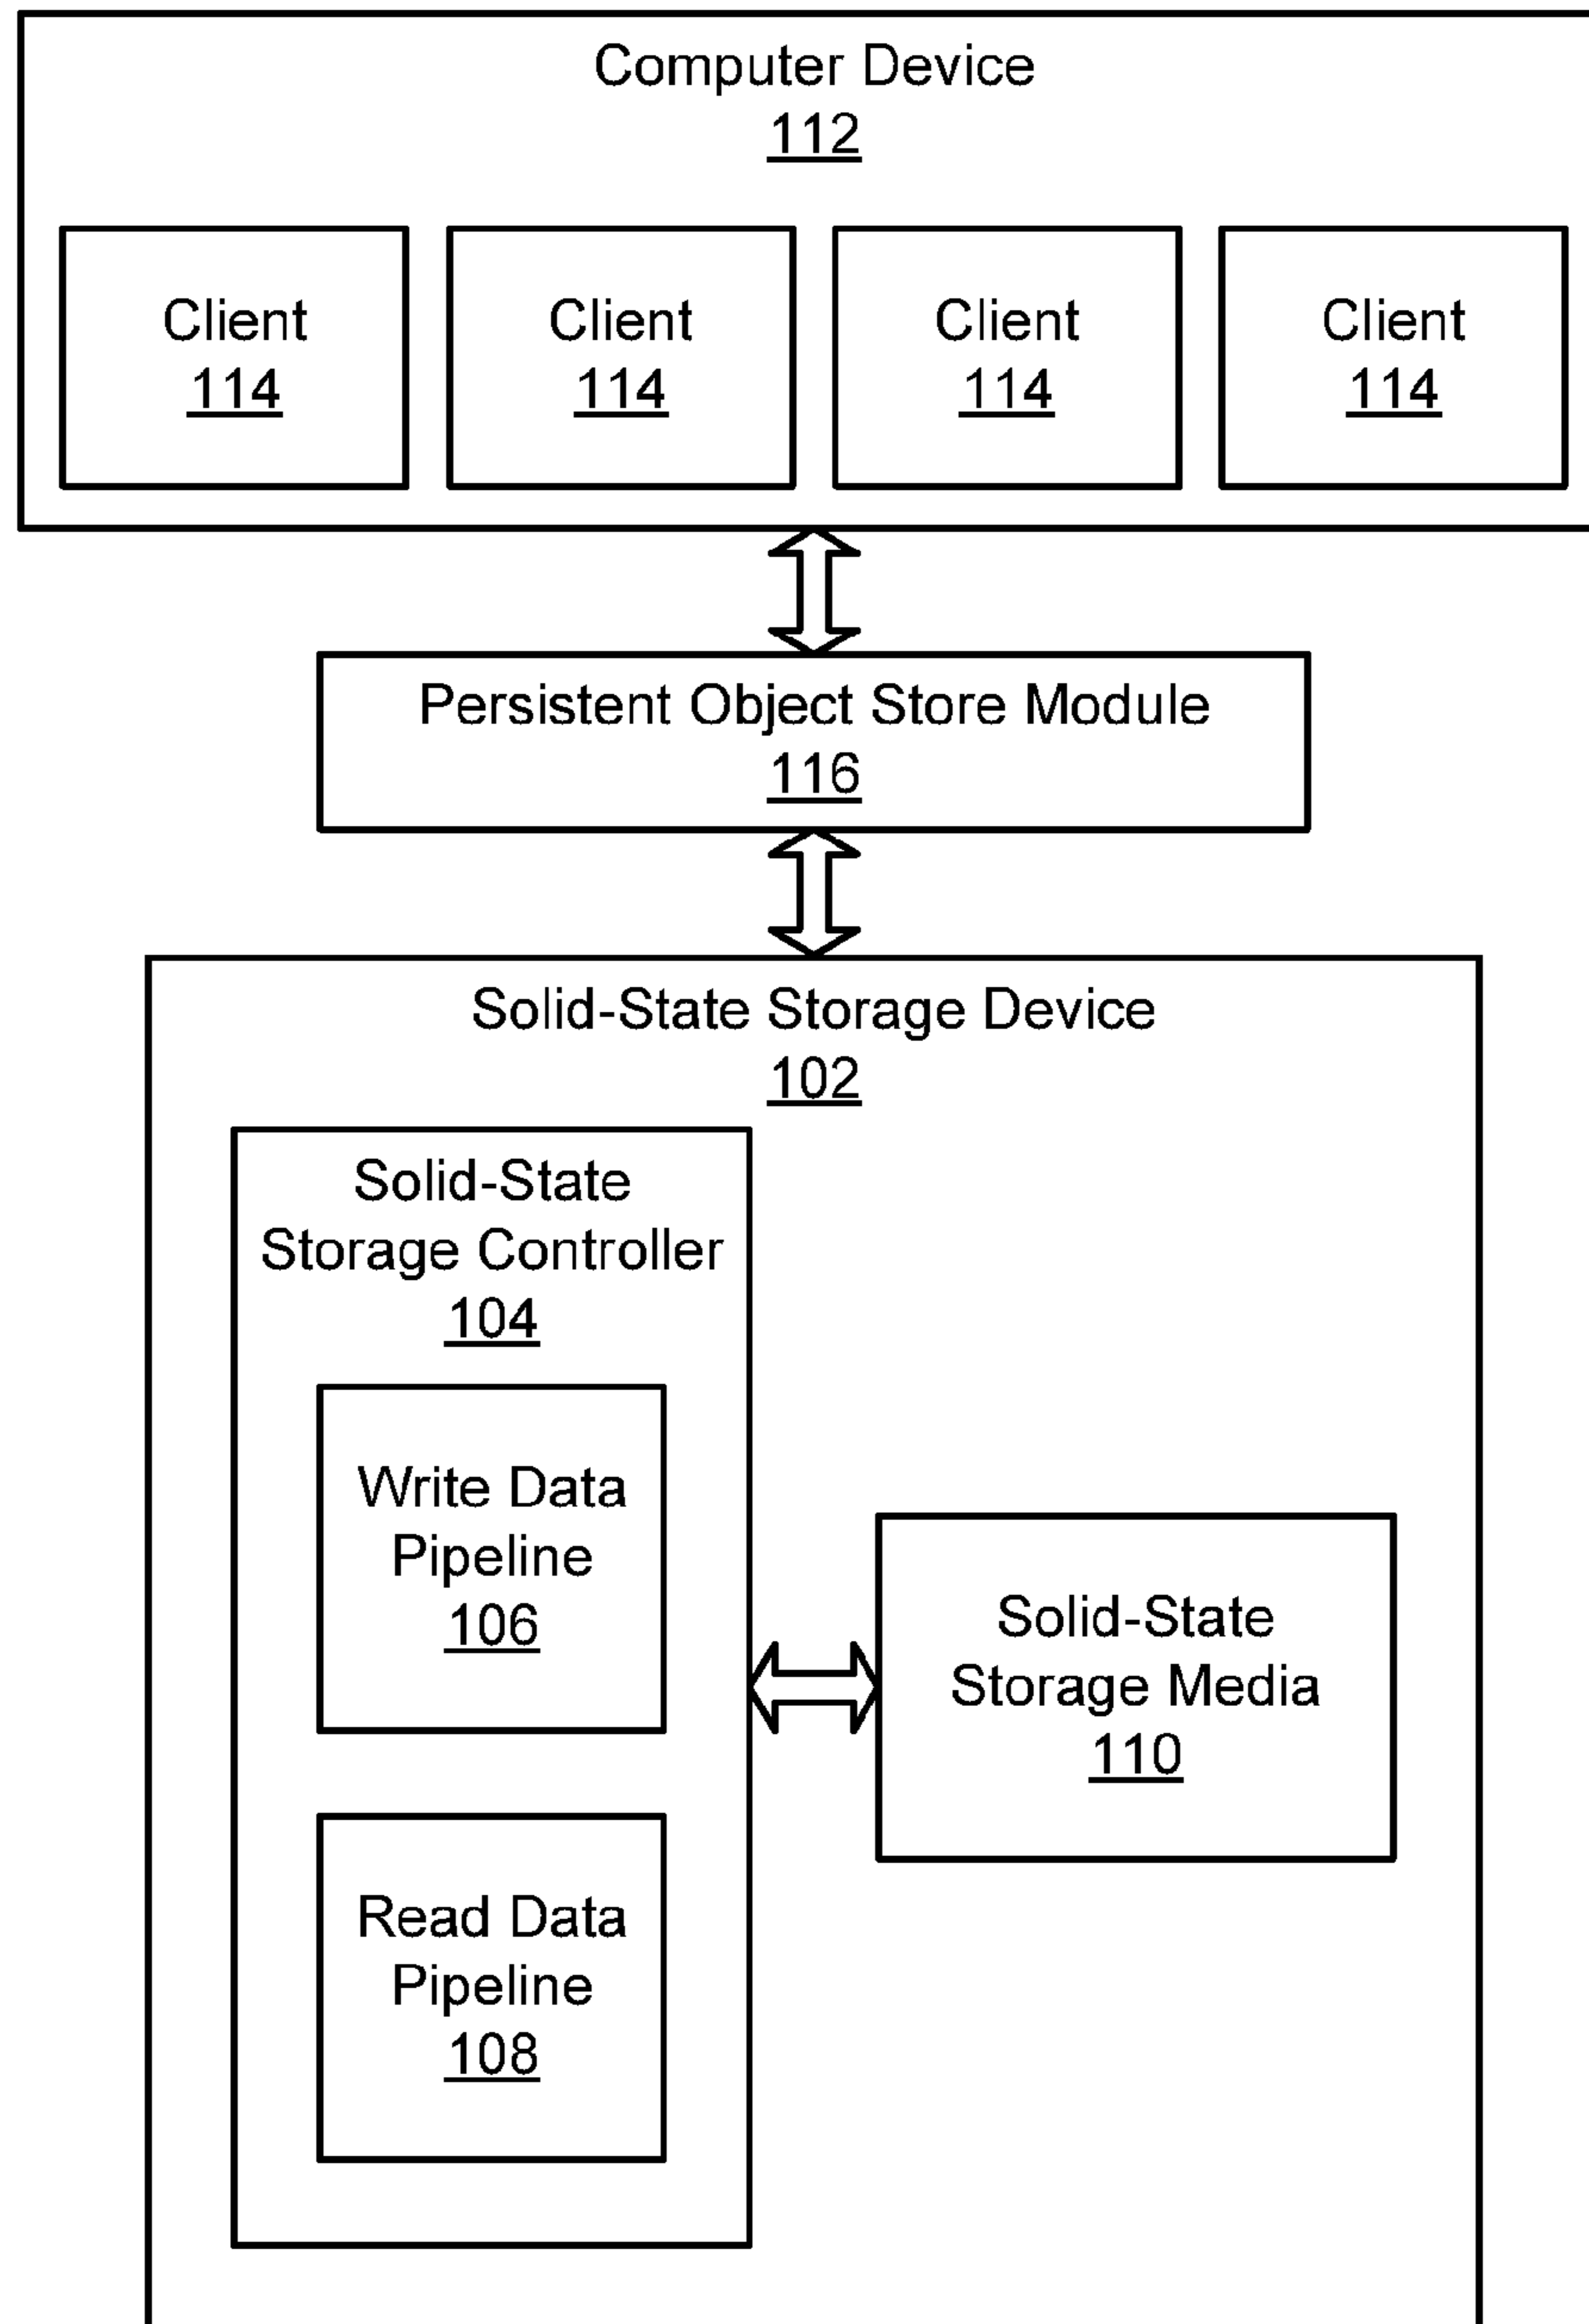 Computer Device
112
Client
114
Client
114
Client
114
Client
114
Persistent Object Store Module
116
Solid-State Storage Device
102
Solid-State
Storage Controller
104
Write Data
Pipeline
106
Solid-State
Storage Media
110
Read Data
Pipeline
108